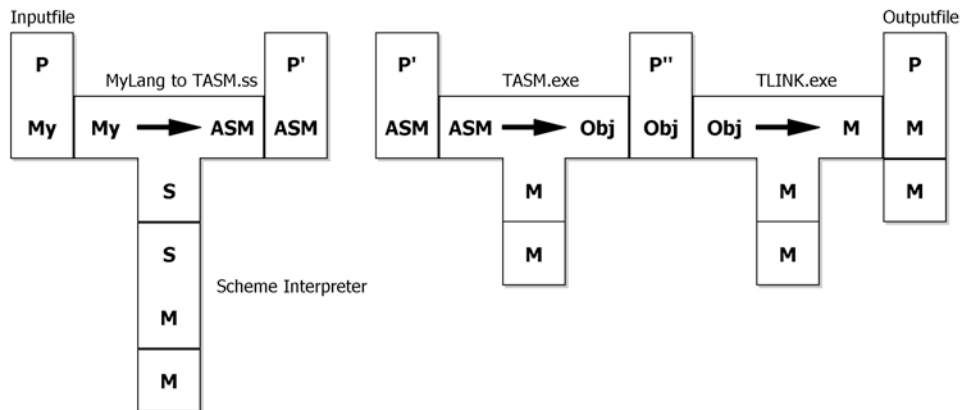 Inputfile
Outputfile
P P' P' P'' P
MyLang to TASM.ss TASM.exe TLINK.exe
My My ASM ASM ASM ASM Obj Obj Obj M M
S M M M
S M M
Scheme Interpreter
M
M